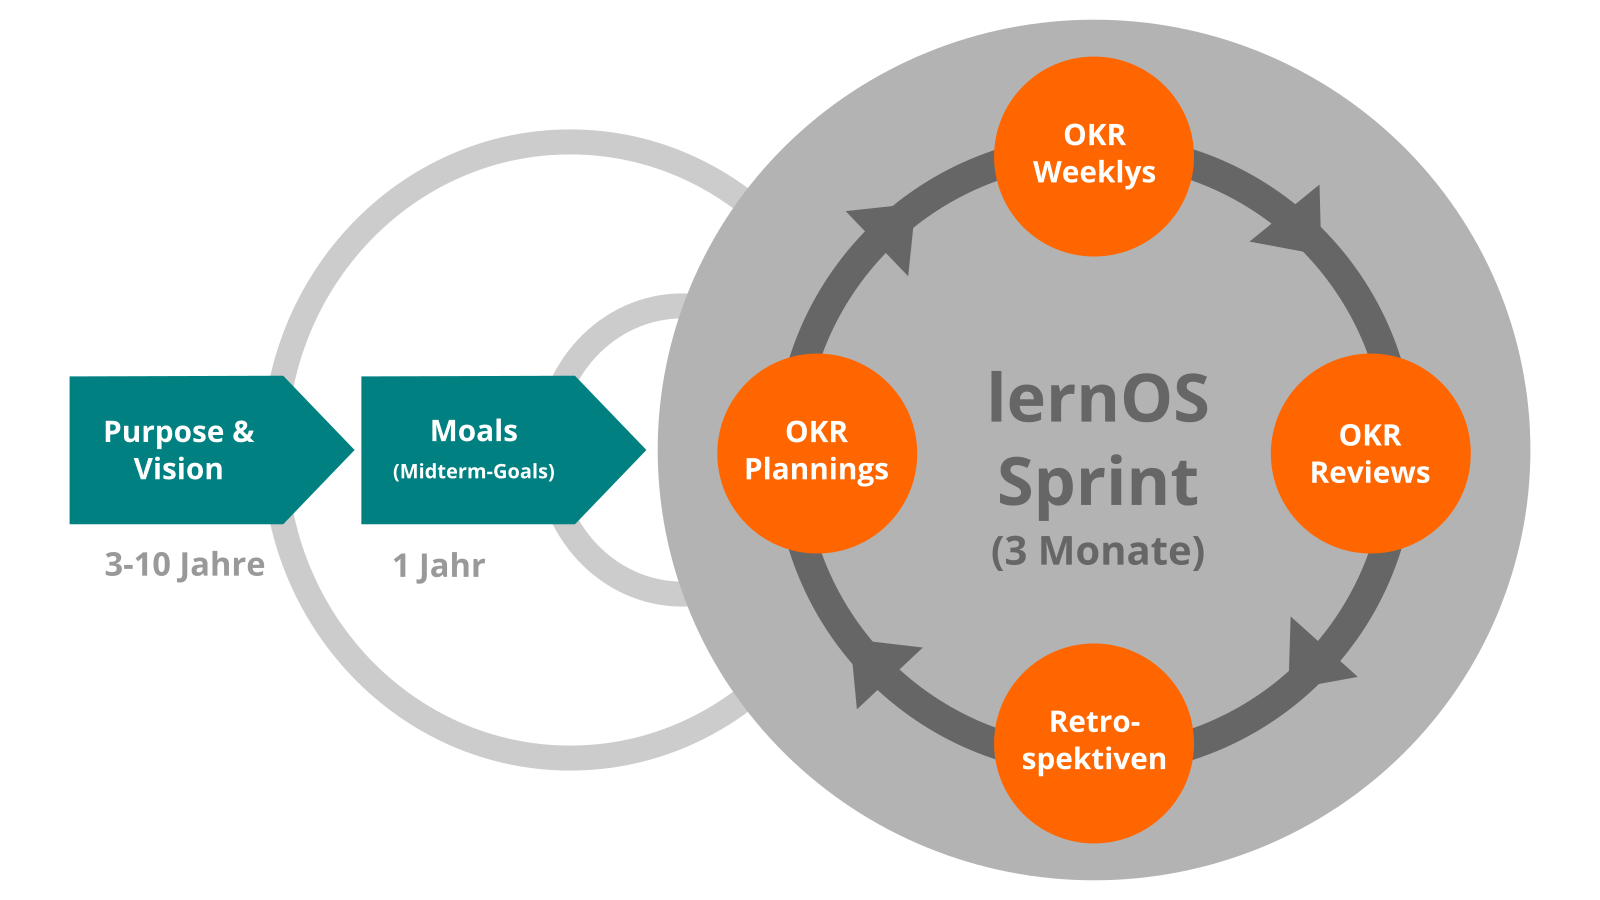 Purpose &
Vision
3-10 Jahre
Moals
(Midterm-Goals)
1 Jahr
OKR
Plannings
OKR
Weeklys
OKR
Reviews
Retro-
spektiven
lernOS
Sprint
(3 Monate)